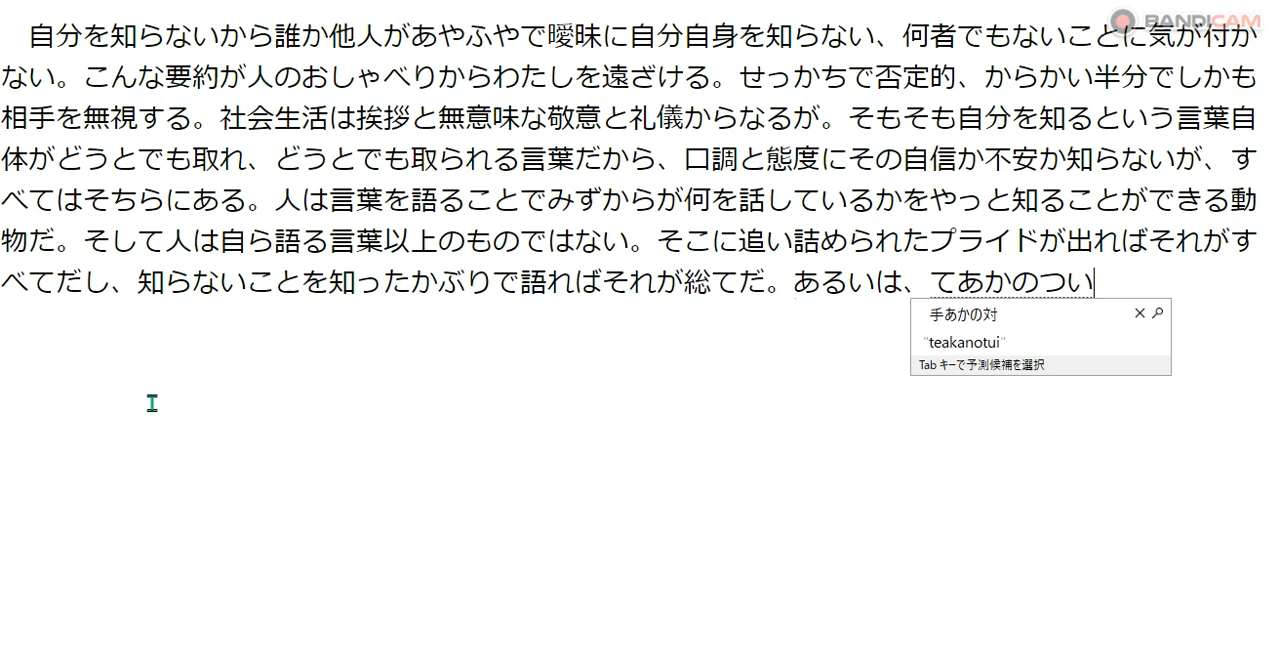 BANDICAM
自分を知らないから誰か他人があやふやで曖昧に自分自身を知らない、何者でもないことに気が付か
ない。こんな要約が人のおしゃべりからわたしを遠ざける。せっかちで否定的、からかい半分でしかも
相手を無視する。社会生活は挨拶と無意味な敬意と礼儀からなるが。そもそも自分を知るという言葉自
体がどうとでも取れ、どうとでも取られる言葉だから、口調と態度にその自信か不安か知らないが、す
べてはそちらにある。人は言葉を語ることでみずからが何を話しているかをやっと知ることができる動
物だ。そして人は自ら語る言葉以上のものではない。そこに追い詰められたプライドが出ればそれがす
べてだし、知らないことを知ったかぶりで語ればそれが総てだ。あるいは、てあかのつい
手あかの対
"teakanotui"
Tab キーで予測候補を選択